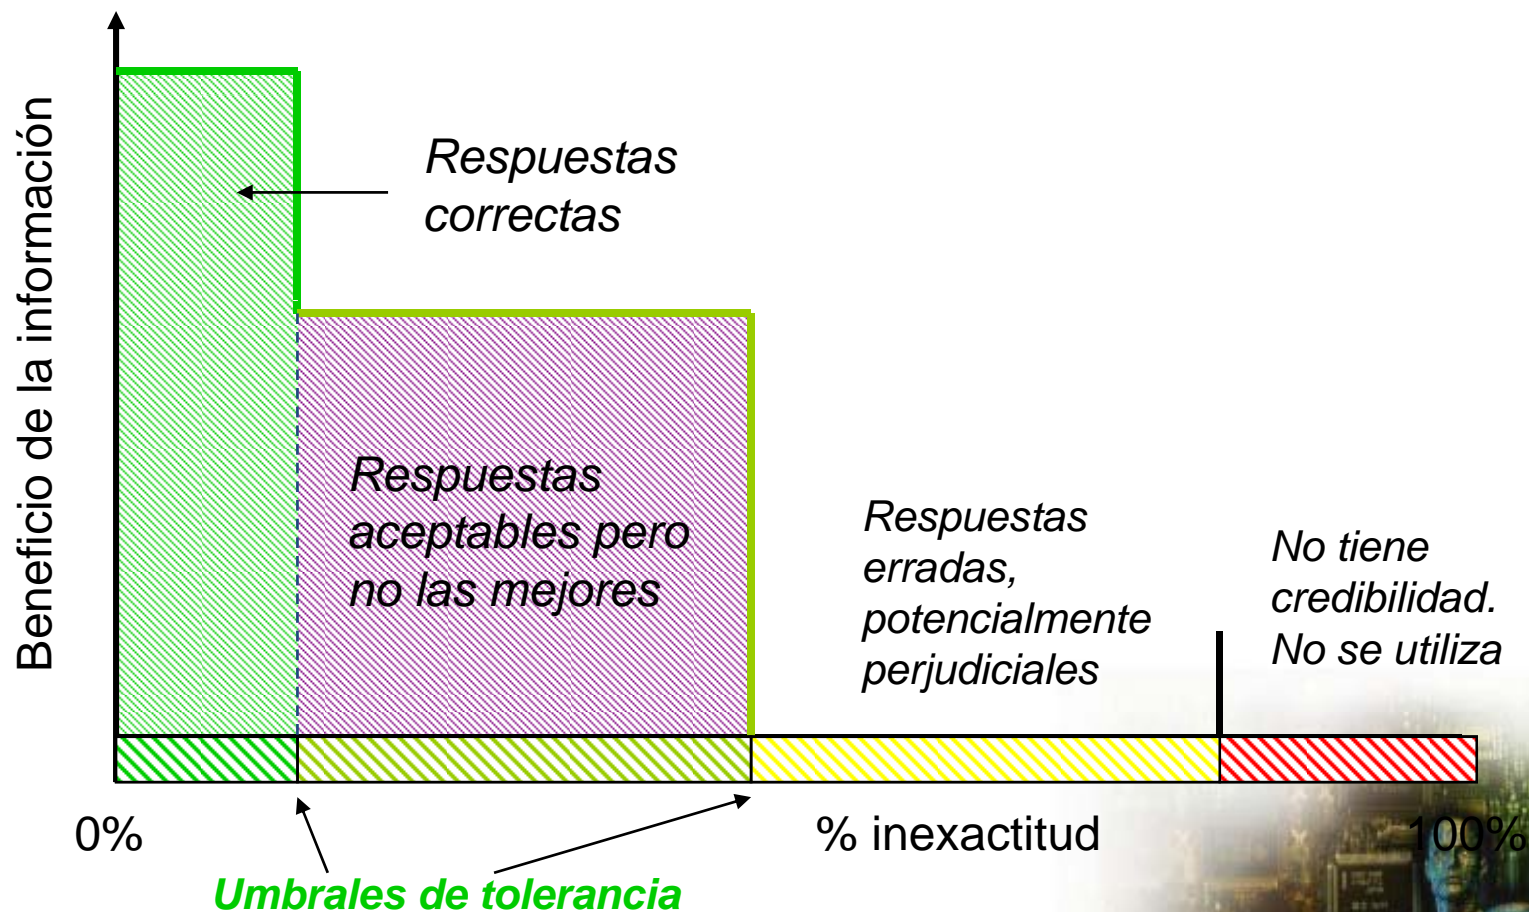 Beneficio de la información
Respuestas
correctas
Respuestas
aceptables pero
no las mejores
Respuestas
erradas,
potencialmente
perjudiciales
No tiene
credibilidad.
No se utiliza
0%
% inexactitud
100%
Umbrales de tolerancia